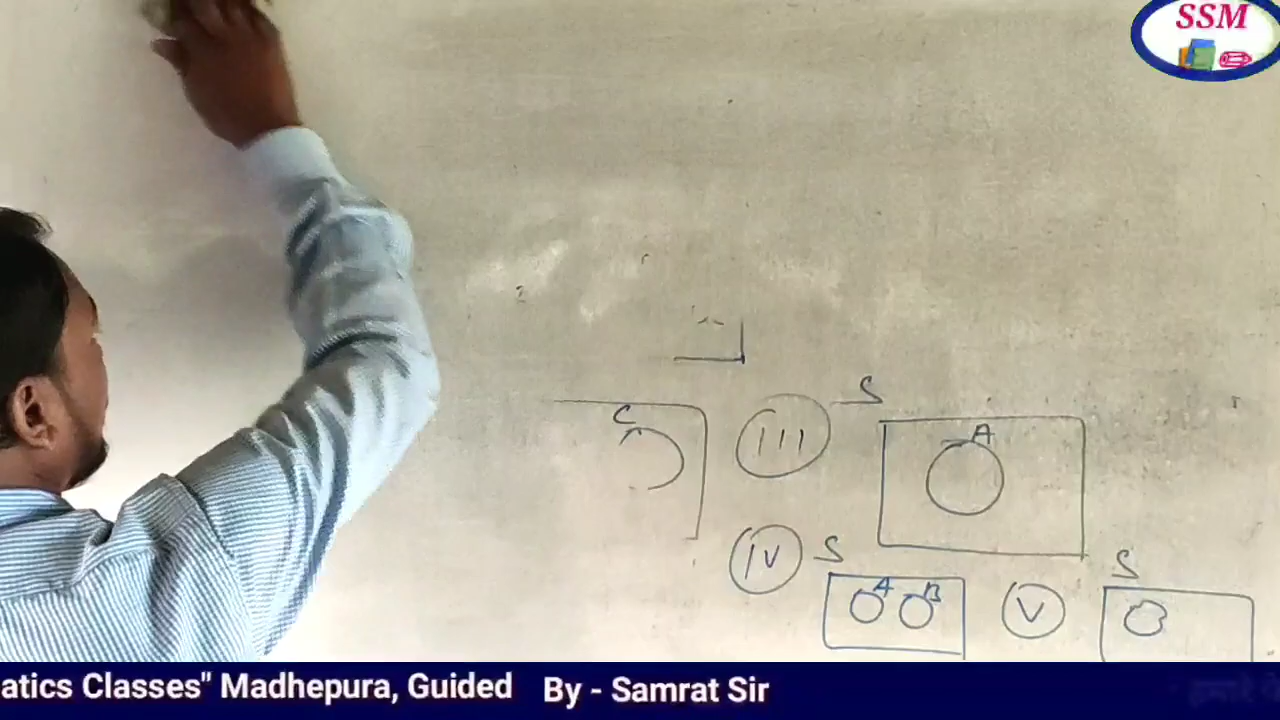 SSM
C
III
S
A
IV
S
A B
V
S
atics Classes" Madhepura, Guided By - Samrat Sir